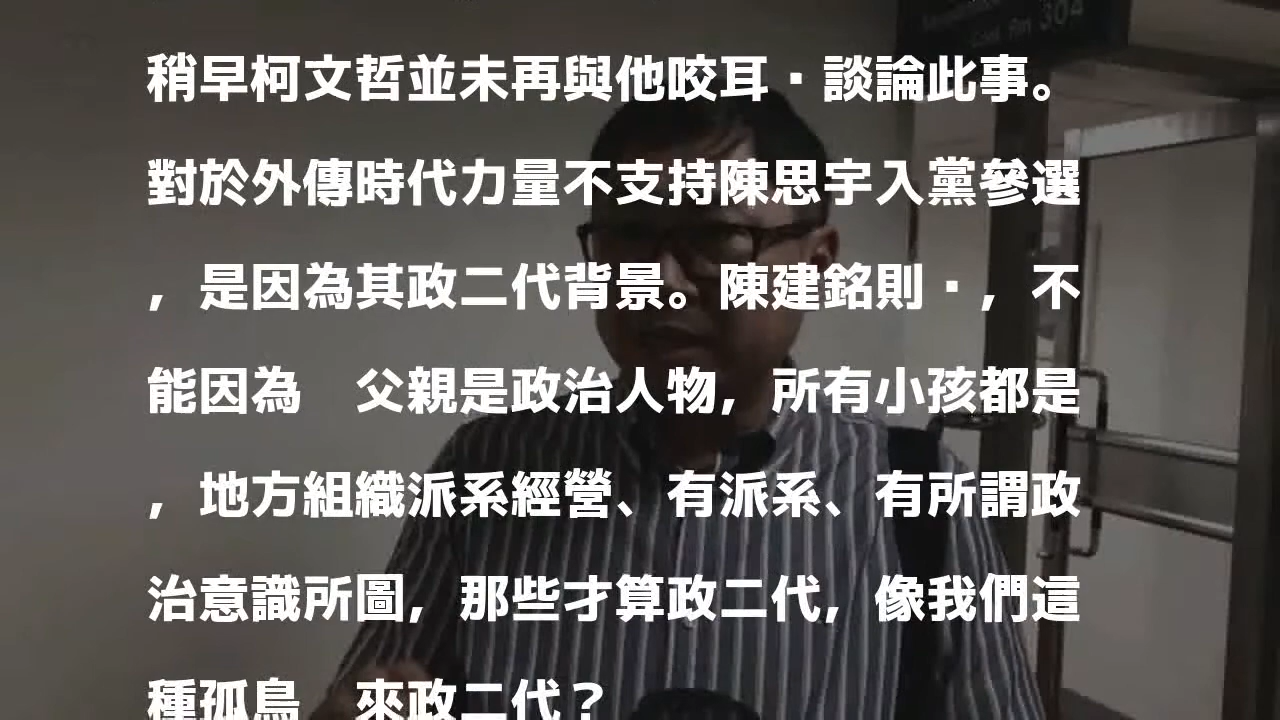 304
稍早柯文哲並未再與他咬耳·談論此事。
對於外傳時代力量不支持陳思宇入黨參選
，是因為其政二代背景。陳建銘則·，不
能因為　父親是政治人物，所有小孩都是
，地方組織派系經營、有派系、有所謂政
治意識所圖，那些才算政二代，像我們這
種孤鳥　來政二代？